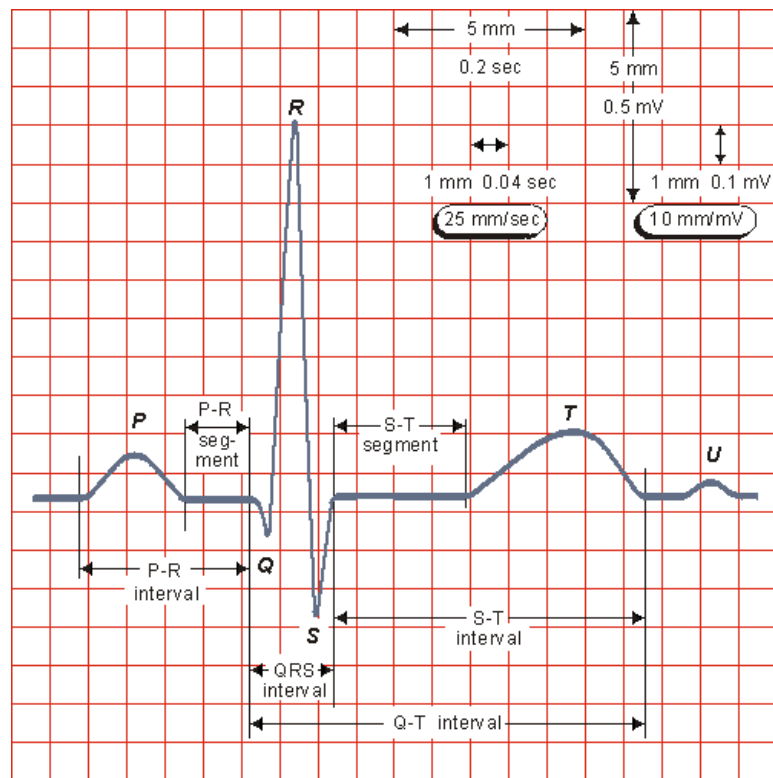 5 mm
0.2 sec
5 mm
0.5 mV
R
1 mm 0.04 sec
1 mm 0.1 mV
25 mm/sec
10 mm/mV
P
P-R
seg-
ment
S-T
segment
T
U
Q
P-R
interval
S
S-T
interval
QRS
interval
Q-T interval